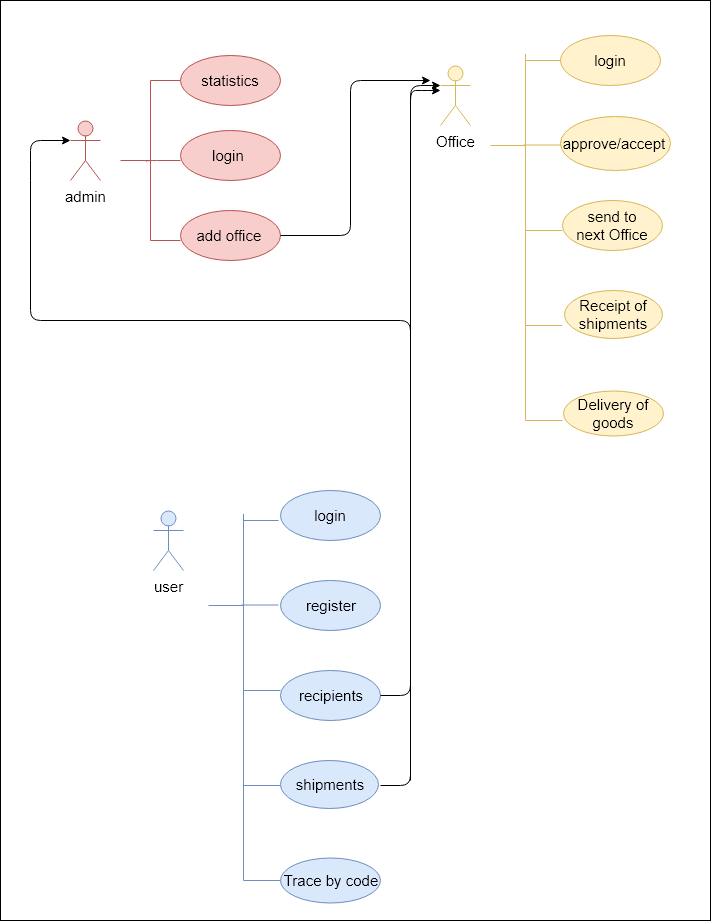 statistics
login
add office
admin
Office
login
approve/accept
send to
next Office
Receipt of
shipments
Delivery of
goods
user
login
register
recipients
shipments
Trace by code